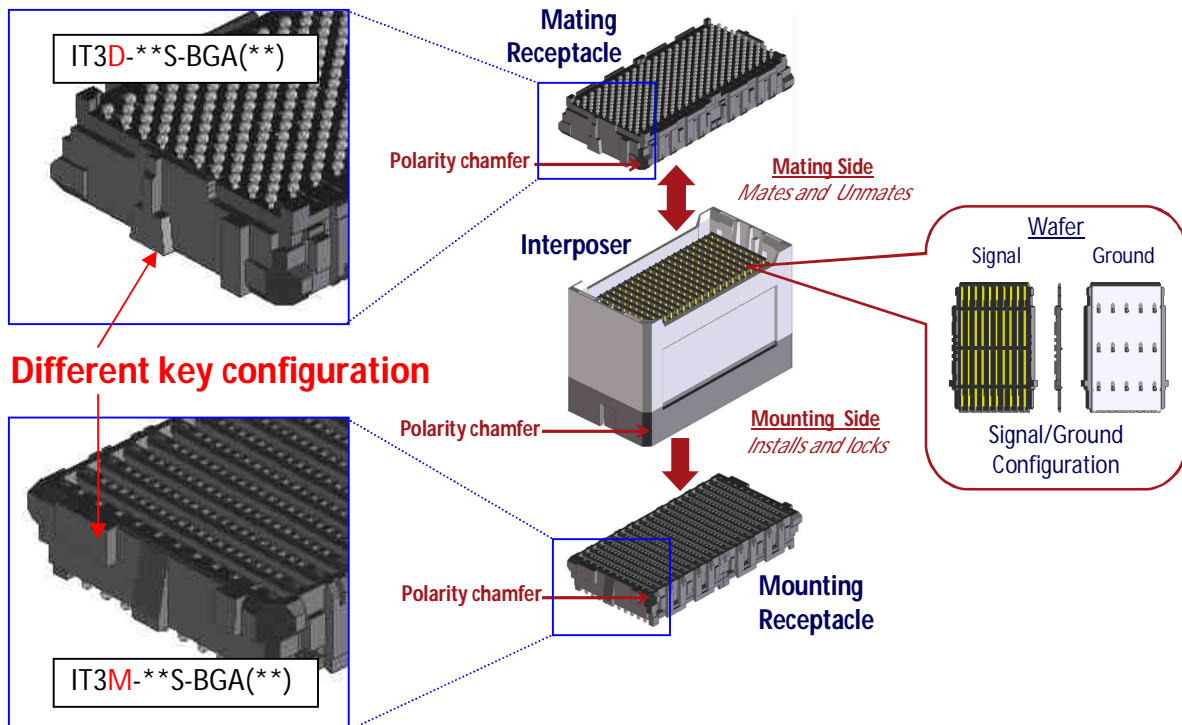 IT3D-**S-BGA(**)
Mating
Receptacle
Polarity chamfer
Mating Side
Mates and Unmates
Interposer
Wafer
Signal
Ground
Signal/Ground
Configuration
Different key configuration
Polarity chamfer
Mounting Side
Installs and locks
Polarity chamfer
Mounting
Receptacle
IT3M-**S-BGA(**)